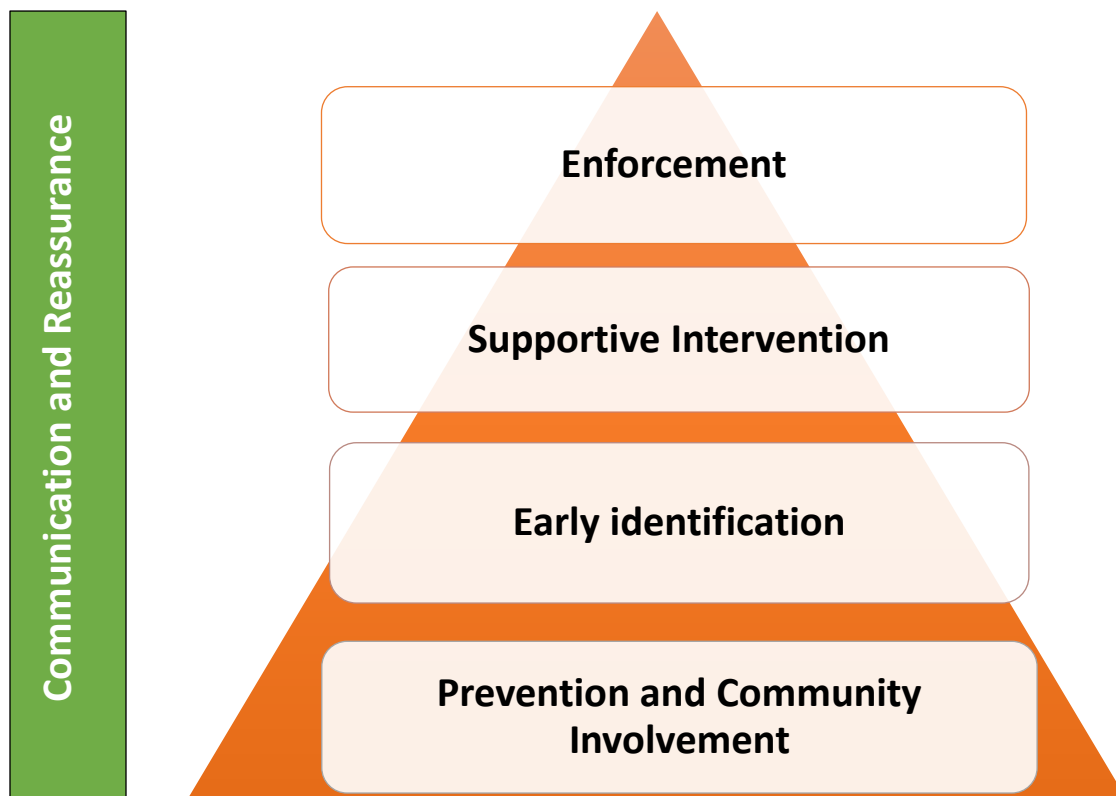 Communication and Reassurance
Enforcement
Supportive Intervention
Early identification
Prevention and Community
Involvement